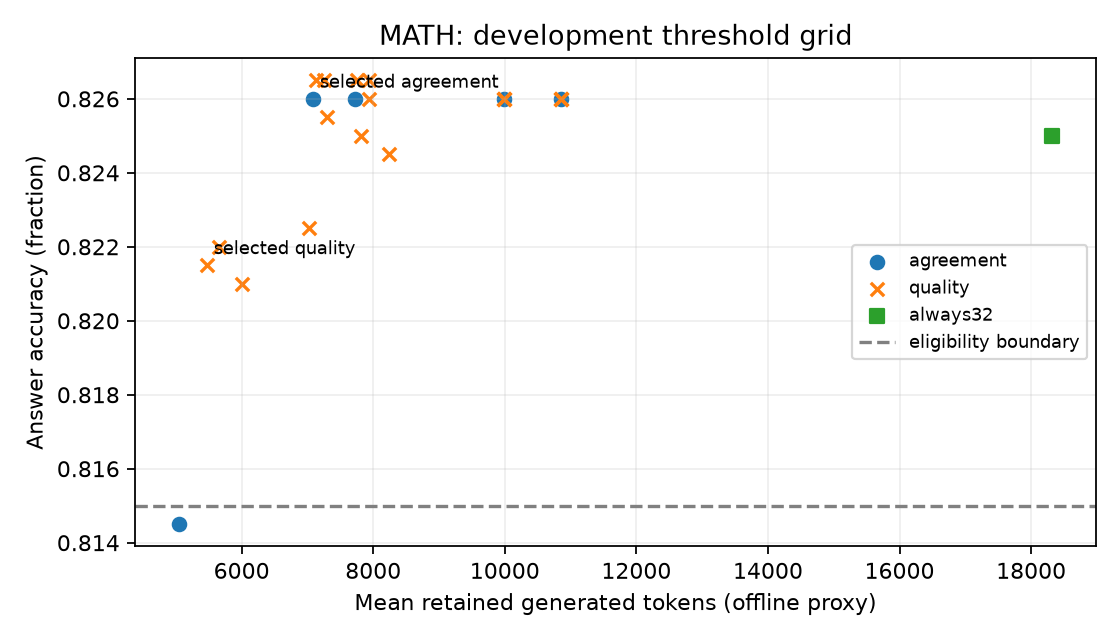 MATH: development threshold grid
Answer accuracy (fraction)
0.826
0.824
0.822
0.820
0.818
0.816
0.814
selected agreement
selected quality
agreement
quality
always32
eligibility boundary
6000 8000 10000 12000 14000 16000 18000
Mean retained generated tokens (offline proxy)